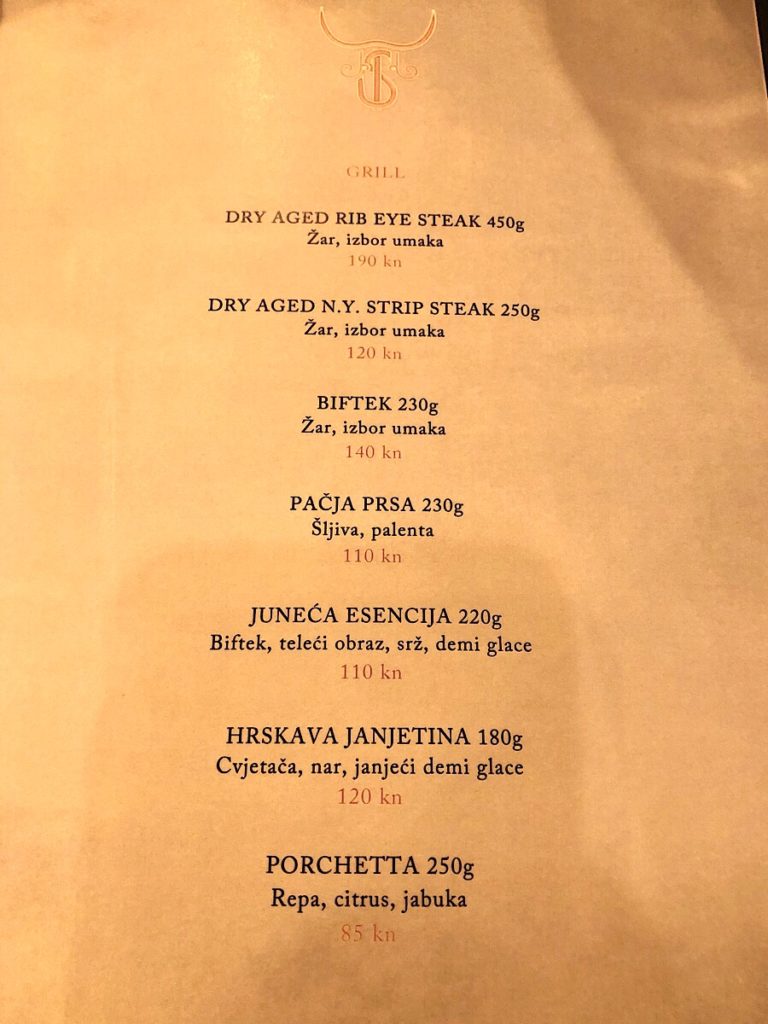 GRILL
DRY AGED RIB EYE STEAK 450g
Žar, izbor umaka
190 kn
DRY AGED N.Y. STRIP STEAK 250g
Žar, izbor umaka
120 kn
BIFTEK 230g
Žar, izbor umaka
140 kn
PAČJA PRSA 230g
Šljiva, palenta
110 kn
JUNEĆA ESENCIJA 220g
Biftek, teleći obraz, srž, demi glace
110 kn
HRSKAVA JANJETINA 180g
Cvjetača, nar, janjeći demi glace
120 kn
PORCHETTA 250g
Repa, citrus, jabuka
85 kn